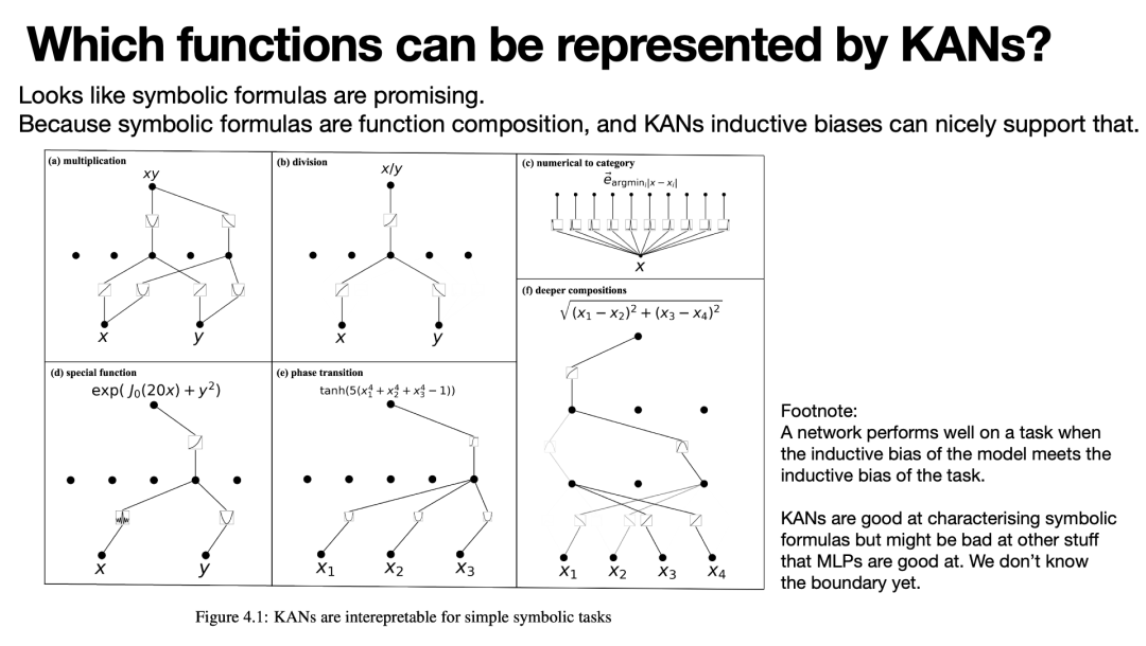 Which functions can be represented by KANs?
Looks like symbolic formulas are promising.
Because symbolic formulas are function composition, and KANs inductive biases can nicely support that.
(a) multiplication
xy
x
y
(b) division
x/y
x
y
(c) numerical to category
e⃗argminᵢ|x − xᵢ|
x
(d) special function
exp(J₀(20x) + y²)
x
y
(e) phase transition
tanh(5(x₁⁴ + x₂⁴ + x₃⁴ − 1))
x₁ x₂ x₃
(f) deeper compositions
√(x₁ − x₂)² + (x₃ − x₄)²
x₁ x₂ x₃ x₄
Footnote:
A network performs well on a task when
the inductive bias of the model meets the
inductive bias of the task.
KANs are good at characterising symbolic
formulas but might be bad at other stuff
that MLPs are good at. We don't know
the boundary yet.
Figure 4.1: KANs are interepretable for simple symbolic tasks